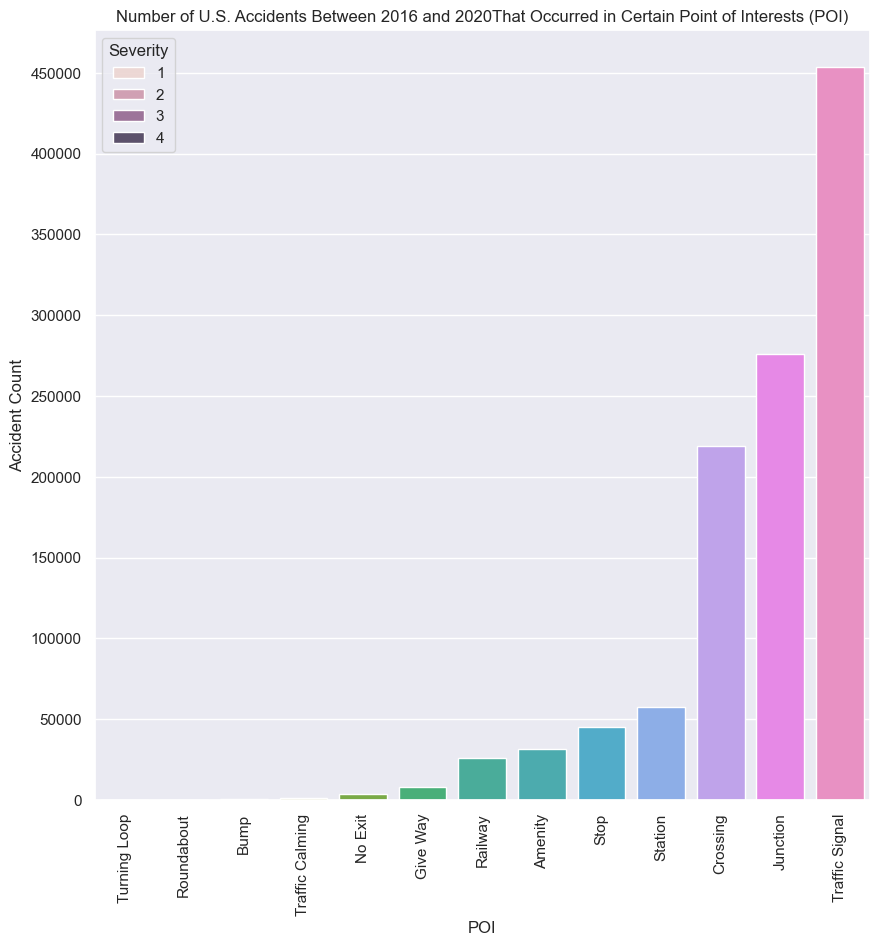 Number of U.S. Accidents Between 2016 and 2020That Occurred in Certain Point of Interests (POI)
Severity
1
2
3
4
450000
400000
350000
300000
250000
200000
150000
100000
50000
0
Accident Count
Turning Loop
Roundabout
Bump
Traffic Calming
No Exit
Give Way
Railway
Amenity
Stop
Station
Crossing
Junction
Traffic Signal
POI